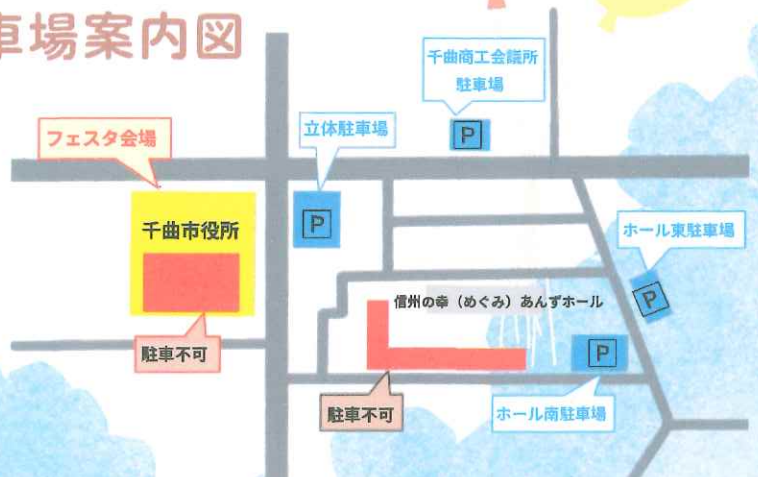 車場案内図
千曲商工会議所
駐車場
P
フェスタ会場
立体駐車場
千曲市役所
P
ホール東駐車場
P
信州の幸（めぐみ）あんずホール
駐車不可
P
駐車不可
ホール南駐車場